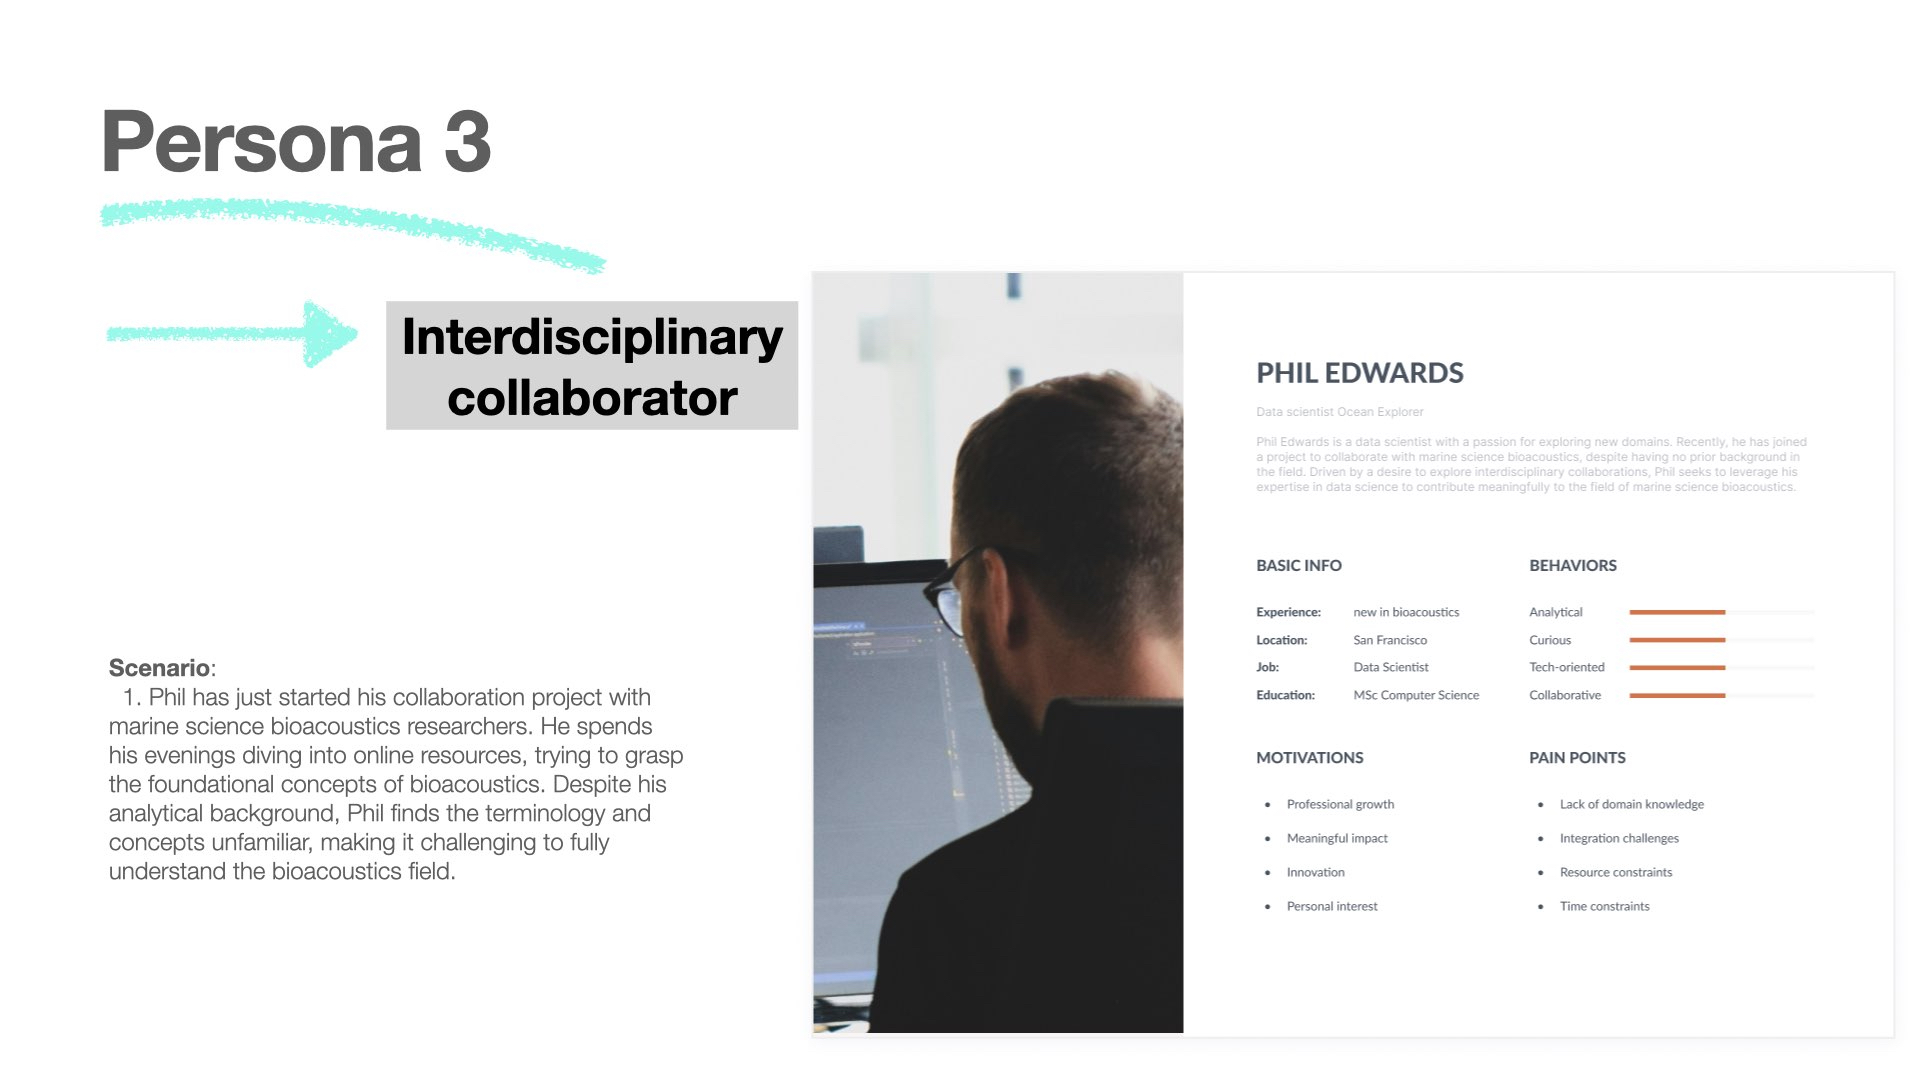 Persona 3
Interdisciplinary
collaborator
Scenario:
1. Phil has just started his collaboration project with
marine science bioacoustics researchers. He spends
his evenings diving into online resources, trying to grasp
the foundational concepts of bioacoustics. Despite his
analytical background, Phil finds the terminology and
concepts unfamiliar, making it challenging to fully
understand the bioacoustics field.
PHIL EDWARDS
Data scientist Ocean Explorer
Phil Edwards is a data scientist with a passion for exploring new domains. Recently, he has joined
a project to collaborate with marine science bioacoustics, despite having no prior background in
the field. Driven by a desire to explore interdisciplinary collaborations, Phil seeks to leverage his
expertise in data science to contribute meaningfully to the field of marine science bioacoustics.
BASIC INFO
Experience: new in bioacoustics
Location: San Francisco
Job: Data Scientist
Education: MSc Computer Science
BEHAVIORS
Analytical
Curious
Tech-oriented
Collaborative
MOTIVATIONS
• Professional growth
• Meaningful impact
• Innovation
• Personal interest
PAIN POINTS
• Lack of domain knowledge
• Integration challenges
• Resource constraints
• Time constraints